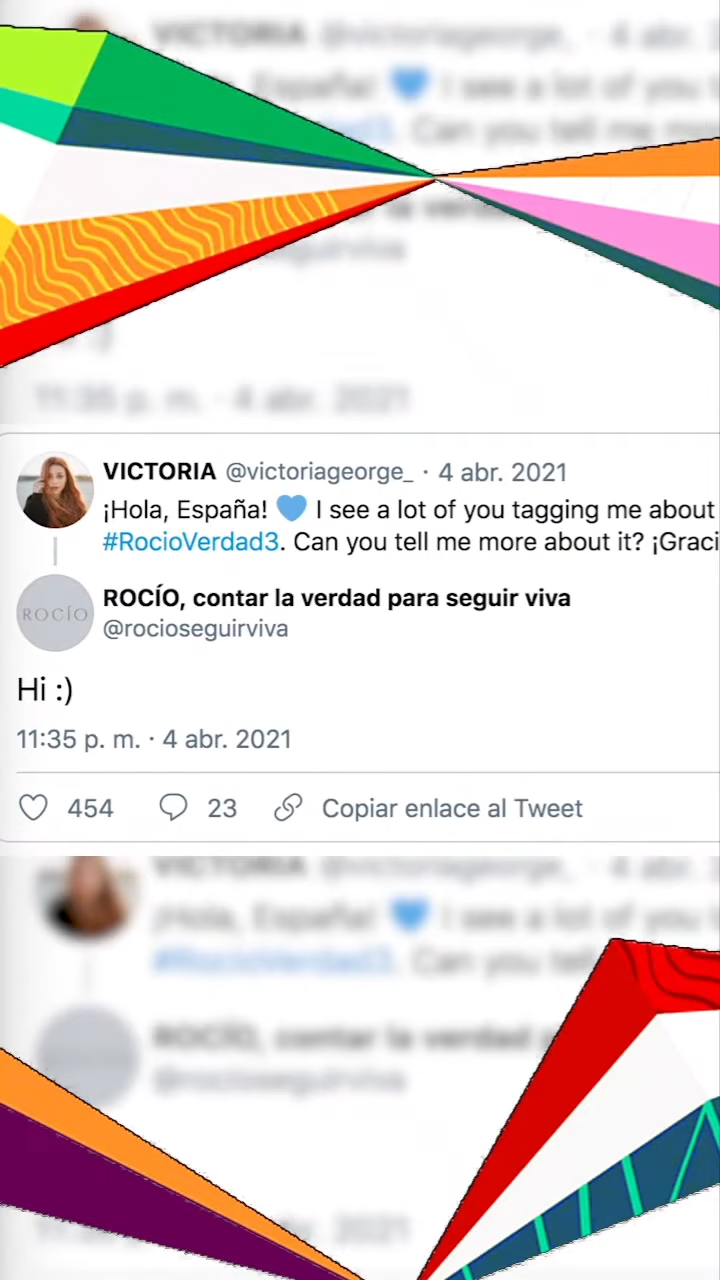 VICTORIA @victoriageorge_ · 4 abr. 2021
¡Hola, España! 💙 I see a lot of you tagging me about
#RocioVerdad3. Can you tell me more about it? ¡Graci
ROCÍO
ROCÍO, contar la verdad para seguir viva
@rocioseguirviva
Hi :)
11:35 p. m. · 4 abr. 2021
454 23 Copiar enlace al Tweet